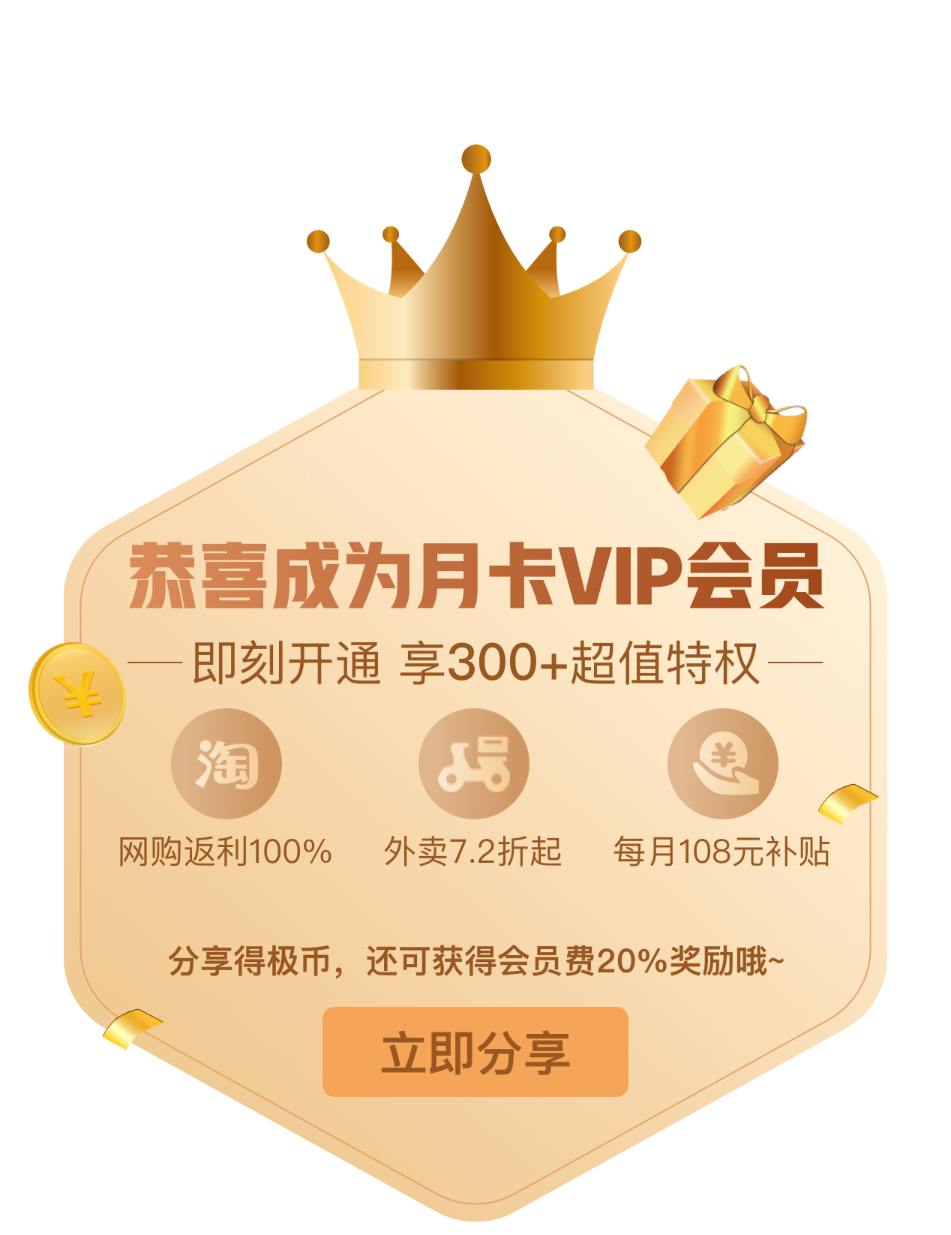 恭喜成为月卡VIP会员
即刻开通 享300+超值特权
¥
淘
¥
网购返利100%
外卖7.2折起
每月108元补贴
分享得极币，还可获得会员费20%奖励哦~
立即分享